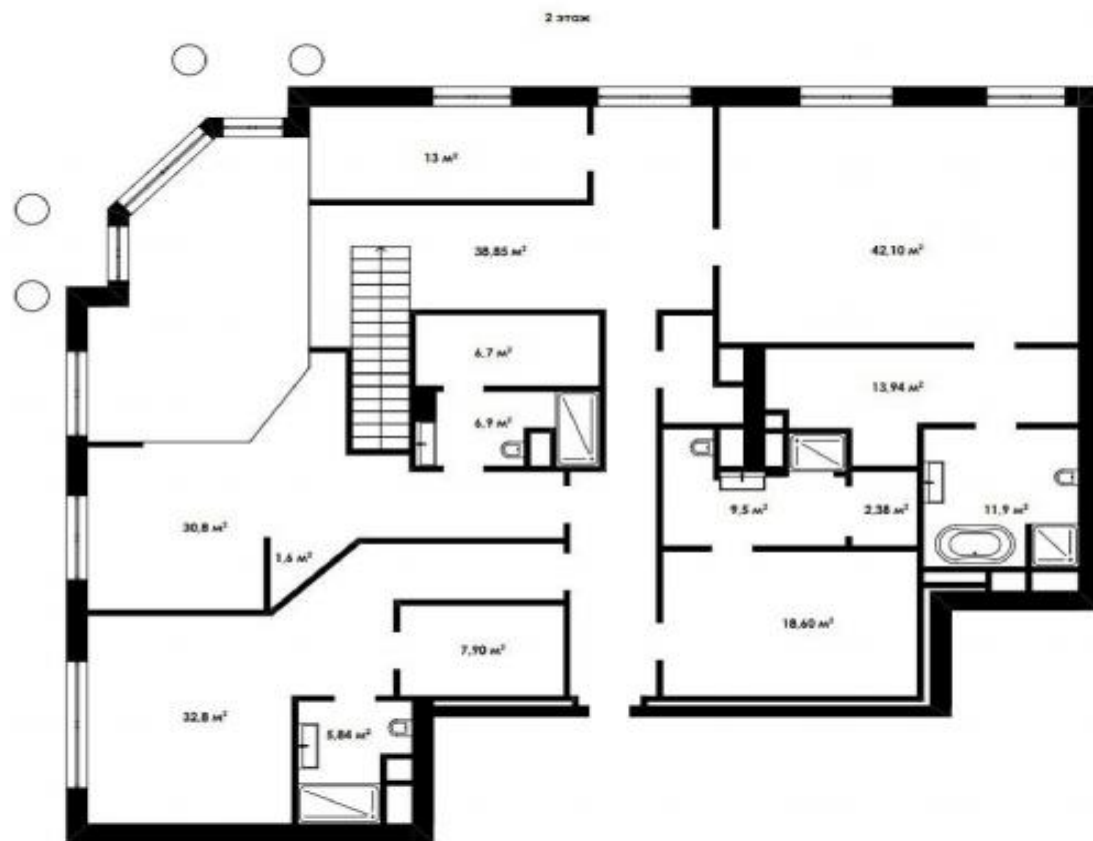 2 этаж
13 м²
38,85 м²
42,10 м²
6,7 м²
13,94 м²
6,9 м²
30,8 м²
9,5 м²
2,38 м²
11,9 м²
1,6 м²
18,60 м²
7,90 м²
32,8 м²
5,84 м²